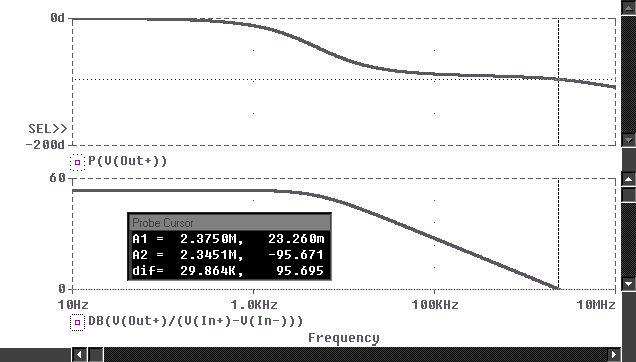 0d
SEL>>
-200d
P(V(Out+))
60
Probe Cursor
A1 = 2.3750M, 23.260m
A2 = 2.3451M, -95.671
dif= 29.864K, 95.695
0
10Hz 1.0KHz 100KHz 10MHz
DB(V(Out+)/(V(In+)-V(In-)))
Frequency